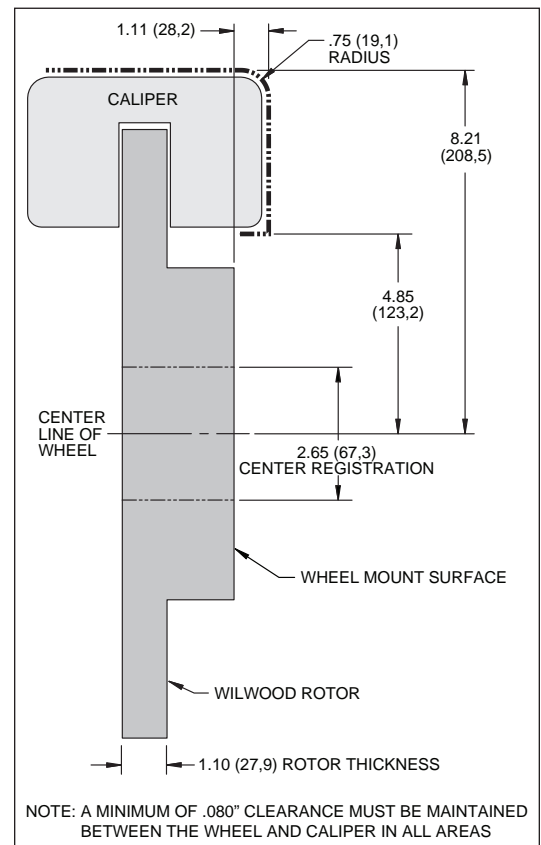 1.11 (28,2)
.75 (19,1)
RADIUS
CALIPER
8.21
(208,5)
4.85
(123,2)
CENTER
LINE OF
WHEEL
2.65 (67,3)
CENTER REGISTRATION
WHEEL MOUNT SURFACE
WILWOOD ROTOR
1.10 (27,9) ROTOR THICKNESS
NOTE: A MINIMUM OF .080" CLEARANCE MUST BE MAINTAINED
BETWEEN THE WHEEL AND CALIPER IN ALL AREAS